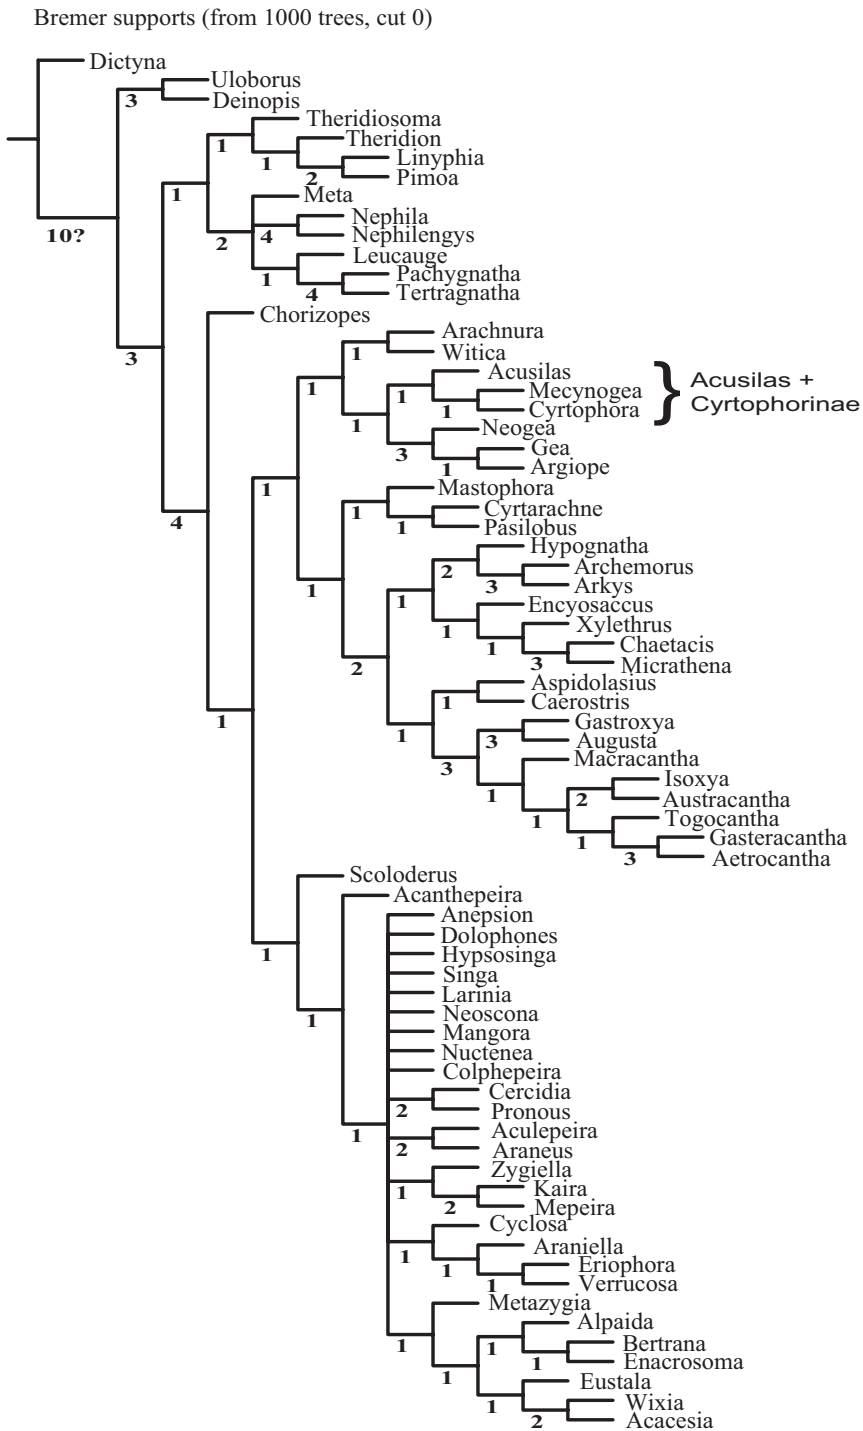 Bremer supports (from 1000 trees, cut 0)
Dictyna
Uloborus
3
Deinopis
Theridiosoma
1
Theridion
1
Linyphia
2
Pimoa
1
Meta
Nephila
4
Nephilengys
10?
2
Leucauge
1
Pachygnatha
4
Tertragnatha
Chorizopes
Arachnura
3
1
Witica
Acusilas
Acusilas +
1
1
Mecynogea
1
Cyrtophora
Cyrtophorinae
1
Neogea
3
Gea
1
Argiope
1
Mastophora
1
Cyrtarachne
4
1
Pasilobus
Hypognatha
2
Archemorus
3
Arkys
1
1
Encyosaccus
1
Xylethrus
1
Chaetacis
3
Micrathena
2
Aspidolasius
1
Caerostris
1
Gastroxya
1
3
Augusta
3
Macracantha
1
Isoxya
2
Austracantha
1
Togocantha
1
Gasteracantha
3
Aetrocantha
Scoloderus
Acanthepeira
Anepsion
Dolophones
1
Hypsosinga
Singa
Larinia
1
Neoscona
Mangora
Nuctenea
Colphepeira
Cercidia
2
Pronous
1
Aculepeira
2
Araneus
Zygiella
1
Kaira
2
Mepeira
Cyclosa
1
Araniella
1
Eriophora
1
Verrucosa
Metazygia
Alpaida
1
1
Bertrana
1
Enacrosoma
1
Eustala
1
Wixia
2
Acacesia